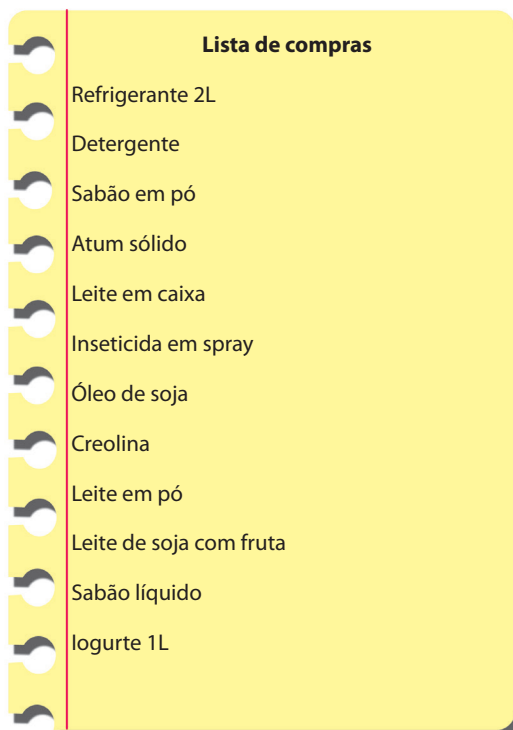 Lista de compras
Refrigerante 2L
Detergente
Sabão em pó
Atum sólido
Leite em caixa
Inseticida em spray
Óleo de soja
Creolina
Leite em pó
Leite de soja com fruta
Sabão líquido
Iogurte 1L